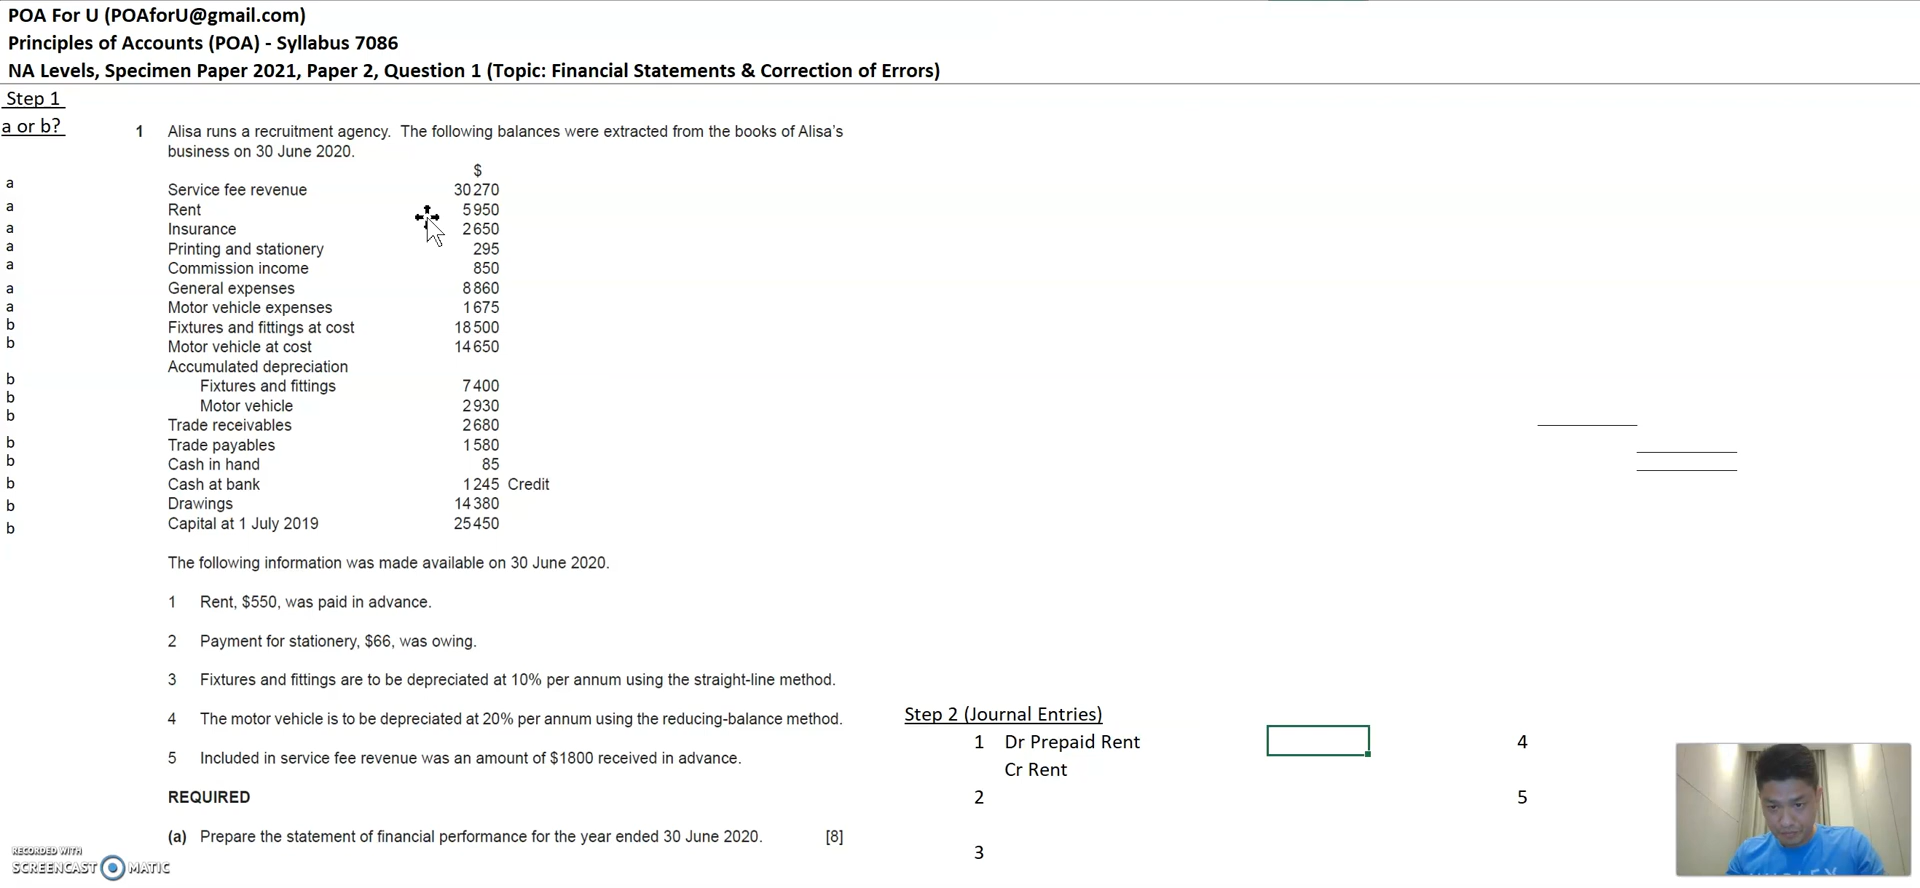 POA For U (POAforU@gmail.com)
Principles of Accounts (POA) - Syllabus 7086
NA Levels, Specimen Paper 2021, Paper 2, Question 1 (Topic: Financial Statements & Correction of Errors)
Step 1
a or b?
1 Alisa runs a recruitment agency. The following balances were extracted from the books of Alisa's
business on 30 June 2020.
$
a Service fee revenue 30 270
a Rent 5 950
a Insurance 2 650
a Printing and stationery 295
a Commission income 850
a General expenses 8 860
a Motor vehicle expenses 1 675
b Fixtures and fittings at cost 18 500
b Motor vehicle at cost 14 650
Accumulated depreciation
b Fixtures and fittings 7 400
b Motor vehicle 2 930
b Trade receivables 2 680
b Trade payables 1 580
b Cash in hand 85
b Cash at bank 1 245 Credit
b Drawings 14 380
b Capital at 1 July 2019 25 450
The following information was made available on 30 June 2020.
1 Rent, $550, was paid in advance.
2 Payment for stationery, $66, was owing.
3 Fixtures and fittings are to be depreciated at 10% per annum using the straight-line method.
4 The motor vehicle is to be depreciated at 20% per annum using the reducing-balance method.
5 Included in service fee revenue was an amount of $1800 received in advance.
REQUIRED
(a) Prepare the statement of financial performance for the year ended 30 June 2020. [8]
Step 2 (Journal Entries)
1 Dr Prepaid Rent 4
Cr Rent
2 5
3
RECORDED WITH
SCREENCAST MATIC